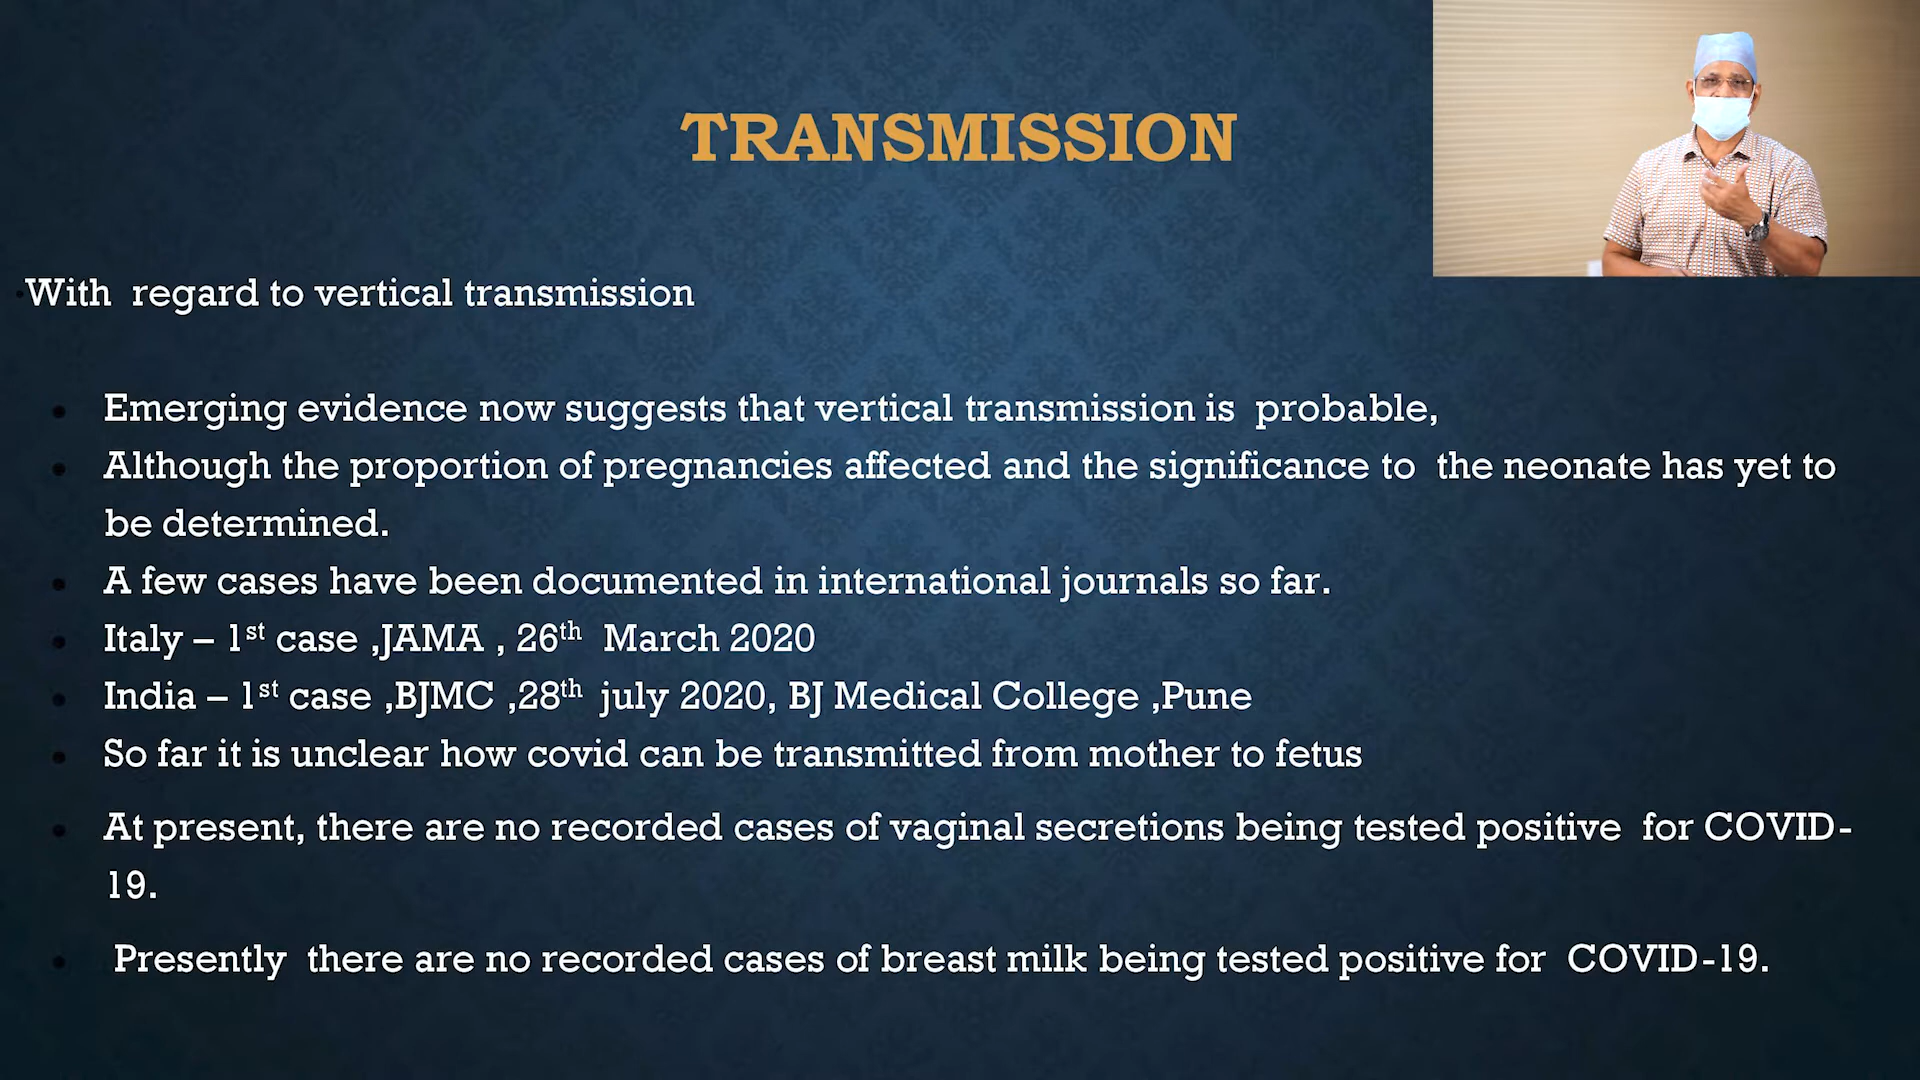 TRANSMISSION
With regard to vertical transmission
Emerging evidence now suggests that vertical transmission is probable,
Although the proportion of pregnancies affected and the significance to the neonate has yet to
be determined.
A few cases have been documented in international journals so far.
Italy – 1st case ,JAMA , 26th March 2020
India – 1st case ,BJMC ,28th july 2020, BJ Medical College ,Pune
So far it is unclear how covid can be transmitted from mother to fetus
At present, there are no recorded cases of vaginal secretions being tested positive for COVID-
19.
Presently there are no recorded cases of breast milk being tested positive for COVID-19.